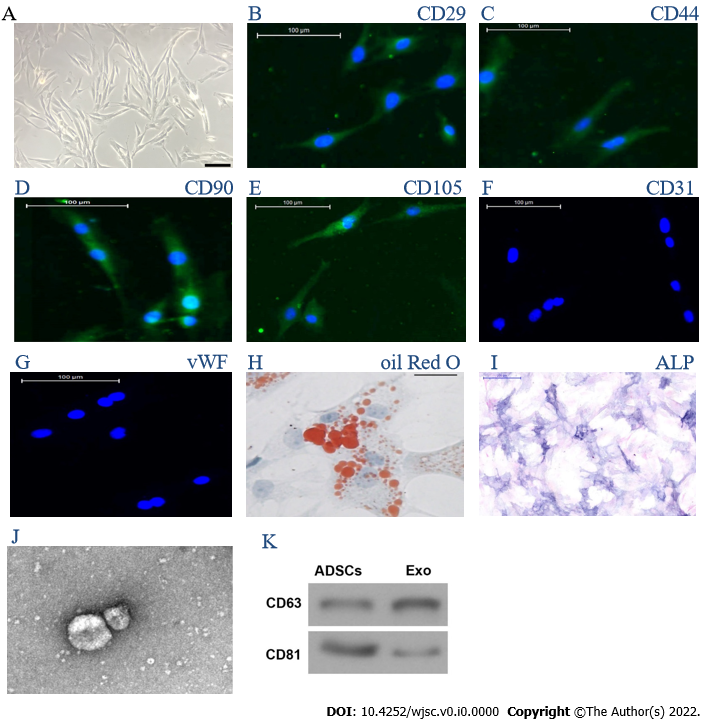 A
B CD29
100 μm
C CD44
100 μm
D CD90
100 μm
E CD105
100 μm
F CD31
100 μm
G vWF
100 μm
H oil Red O
I ALP
J
K
ADSCs Exo
CD63
CD81
DOI: 10.4252/wjsc.v0.i0.0000 Copyright ©The Author(s) 2022.